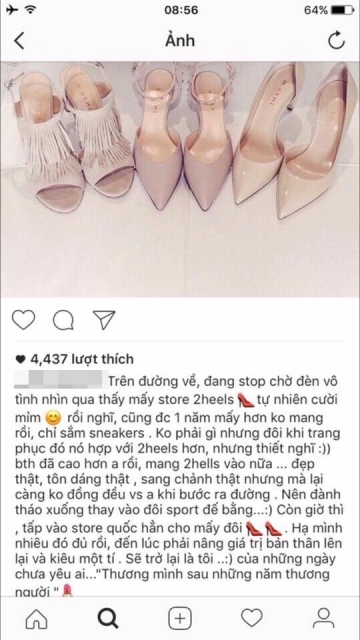 08:56
64%
Ảnh
4,437 lượt thích
Trên đường về, đang stop chờ đèn vô
tình nhìn qua thấy mấy store 2heels 👠 tự nhiên cười
mỉm 😊 rồi nghĩ, cũng đc 1 năm mấy hơn ko mang
rồi, chỉ sắm sneakers . Ko phải gì nhưng đôi khi trang
phục đó nó hợp với 2heels hơn, nhưng thiết nghĩ :))
bth đã cao hơn a rồi, mang 2hells vào nữa ... đẹp
thật, tôn dáng thật , sang chảnh thật nhưng mà lại
càng ko đồng đều vs a khi bước ra đường . Nên đành
tháo xuống thay vào đôi sport đế bằng...:) Còn giờ thì
, tấp vào store quốc hẳn cho mấy đôi 👠👠 . Hạ mình
nhiêu đó đủ rồi, đến lúc phải nâng giá trị bản thân lên
lại và kiêu một tí . Sẽ trở lại là tôi ..:) của những ngày
chưa yêu ai..."Thương mình sau những năm thương
người "💄